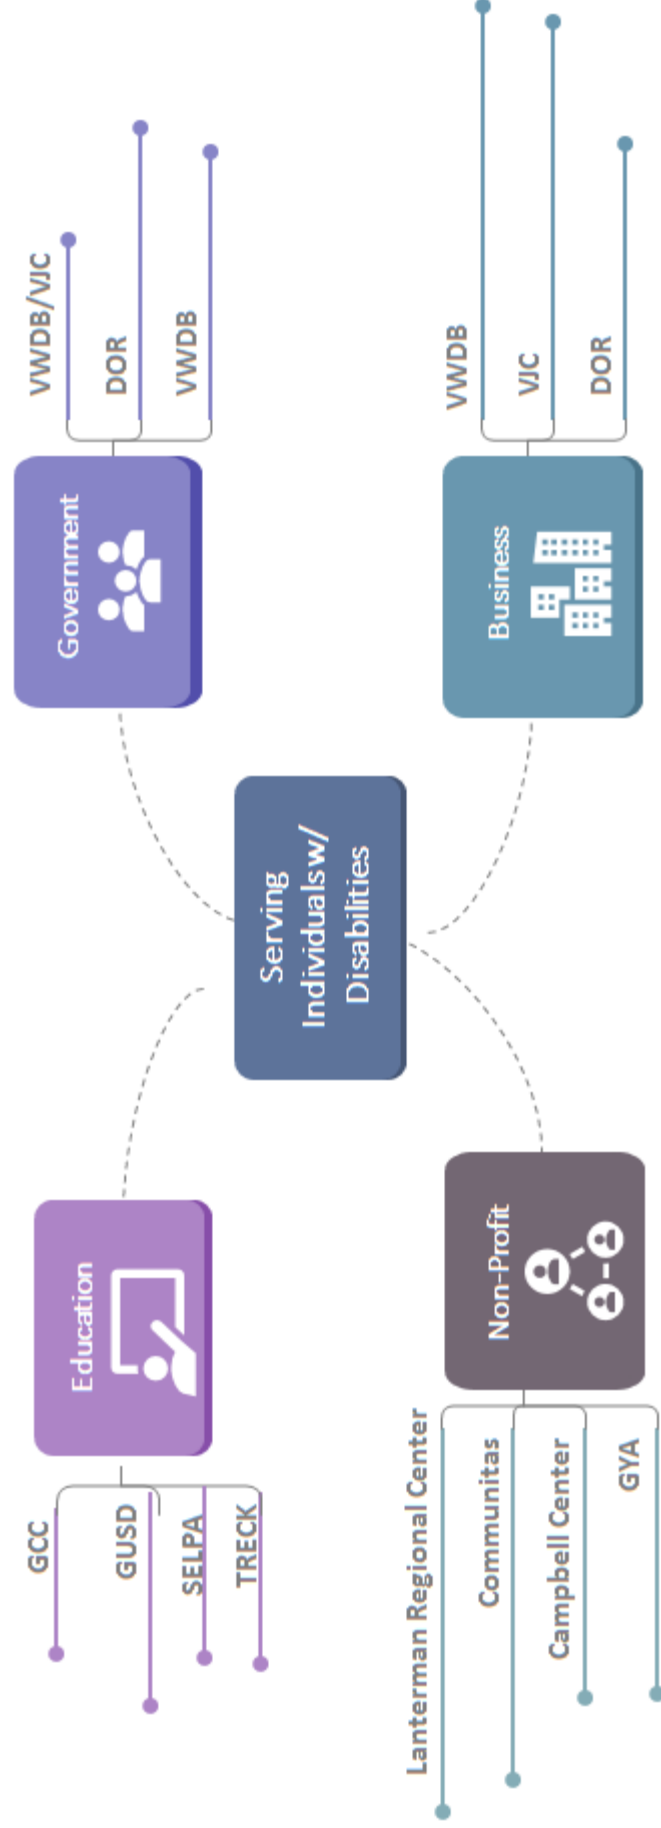 Education
GCC
GUSD
SELPA
TRECK
Government
VWDB/VJC
DOR
VWDB
Serving
Individualsw/
Disabilities
Non-Profit
Lanterman Regional Center
Communitas
Campbell Center
GYA
Business
VWDB
VJC
DOR